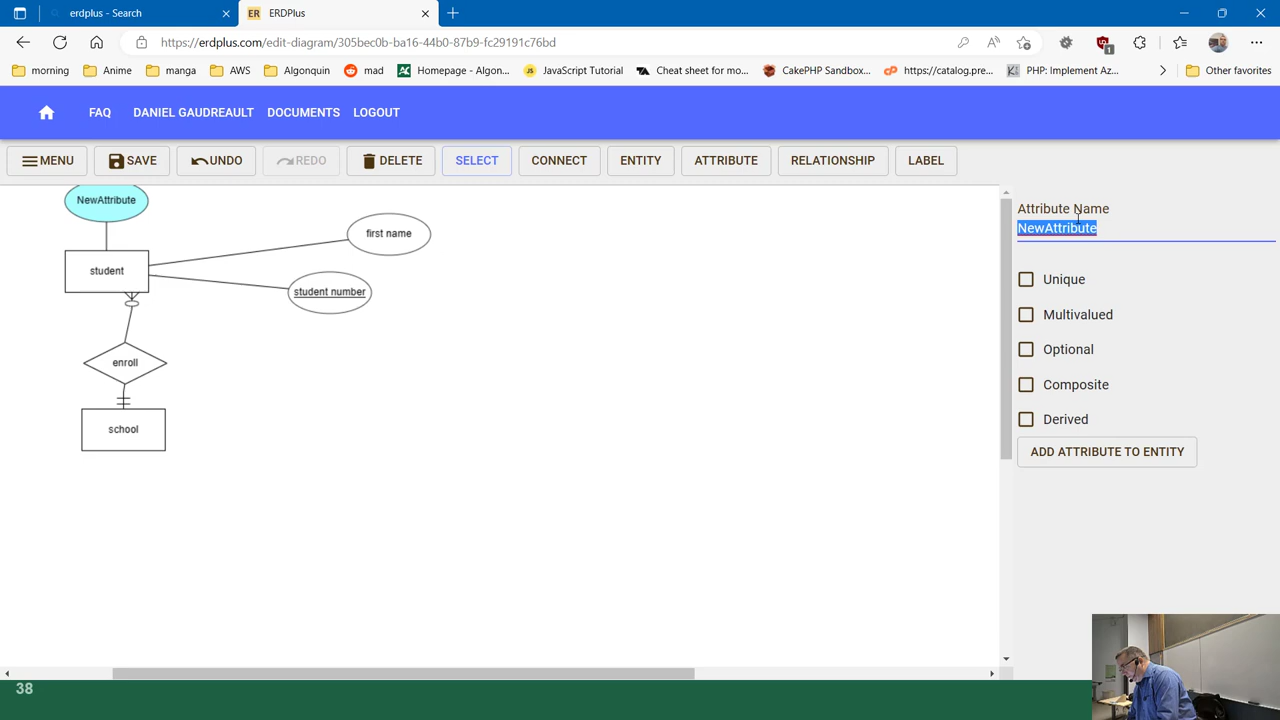 erdplus - Search
ERDPlus
https://erdplus.com/edit-diagram/305bec0b-ba16-44b0-87b9-fc29191c76bd
1
morning
Anime
manga
AWS
Algonquin
mad
Homepage - Algon...
JavaScript Tutorial
Cheat sheet for mo...
CakePHP Sandbox...
https://catalog.pre...
PHP: Implement Az...
Other favorites
FAQ
DANIEL GAUDREAULT
DOCUMENTS
LOGOUT
MENU
SAVE
UNDO
REDO
DELETE
SELECT
CONNECT
ENTITY
ATTRIBUTE
RELATIONSHIP
LABEL
NewAttribute
first name
student
student number
enroll
school
Attribute Name
NewAttribute
Unique
Multivalued
Optional
Composite
Derived
ADD ATTRIBUTE TO ENTITY
38